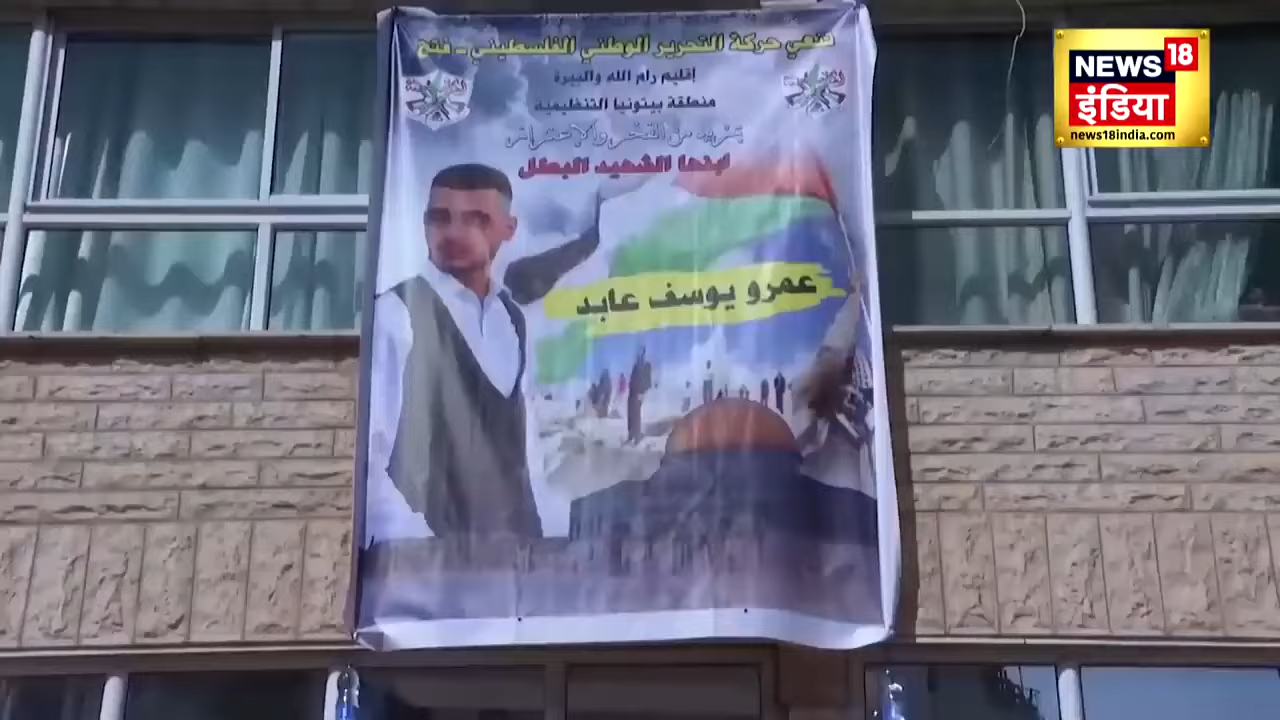 تنعي حركة التحرير الوطني الفلسطيني - فتح
إقليم رام الله والبيرة
منطقة بيتونيا التنظيمية
بمزيد من الفخر والاعتزاز
ابنها الشهيد البطل
عمرو يوسف عابد
NEWS 18
इंडिया
news18india.com